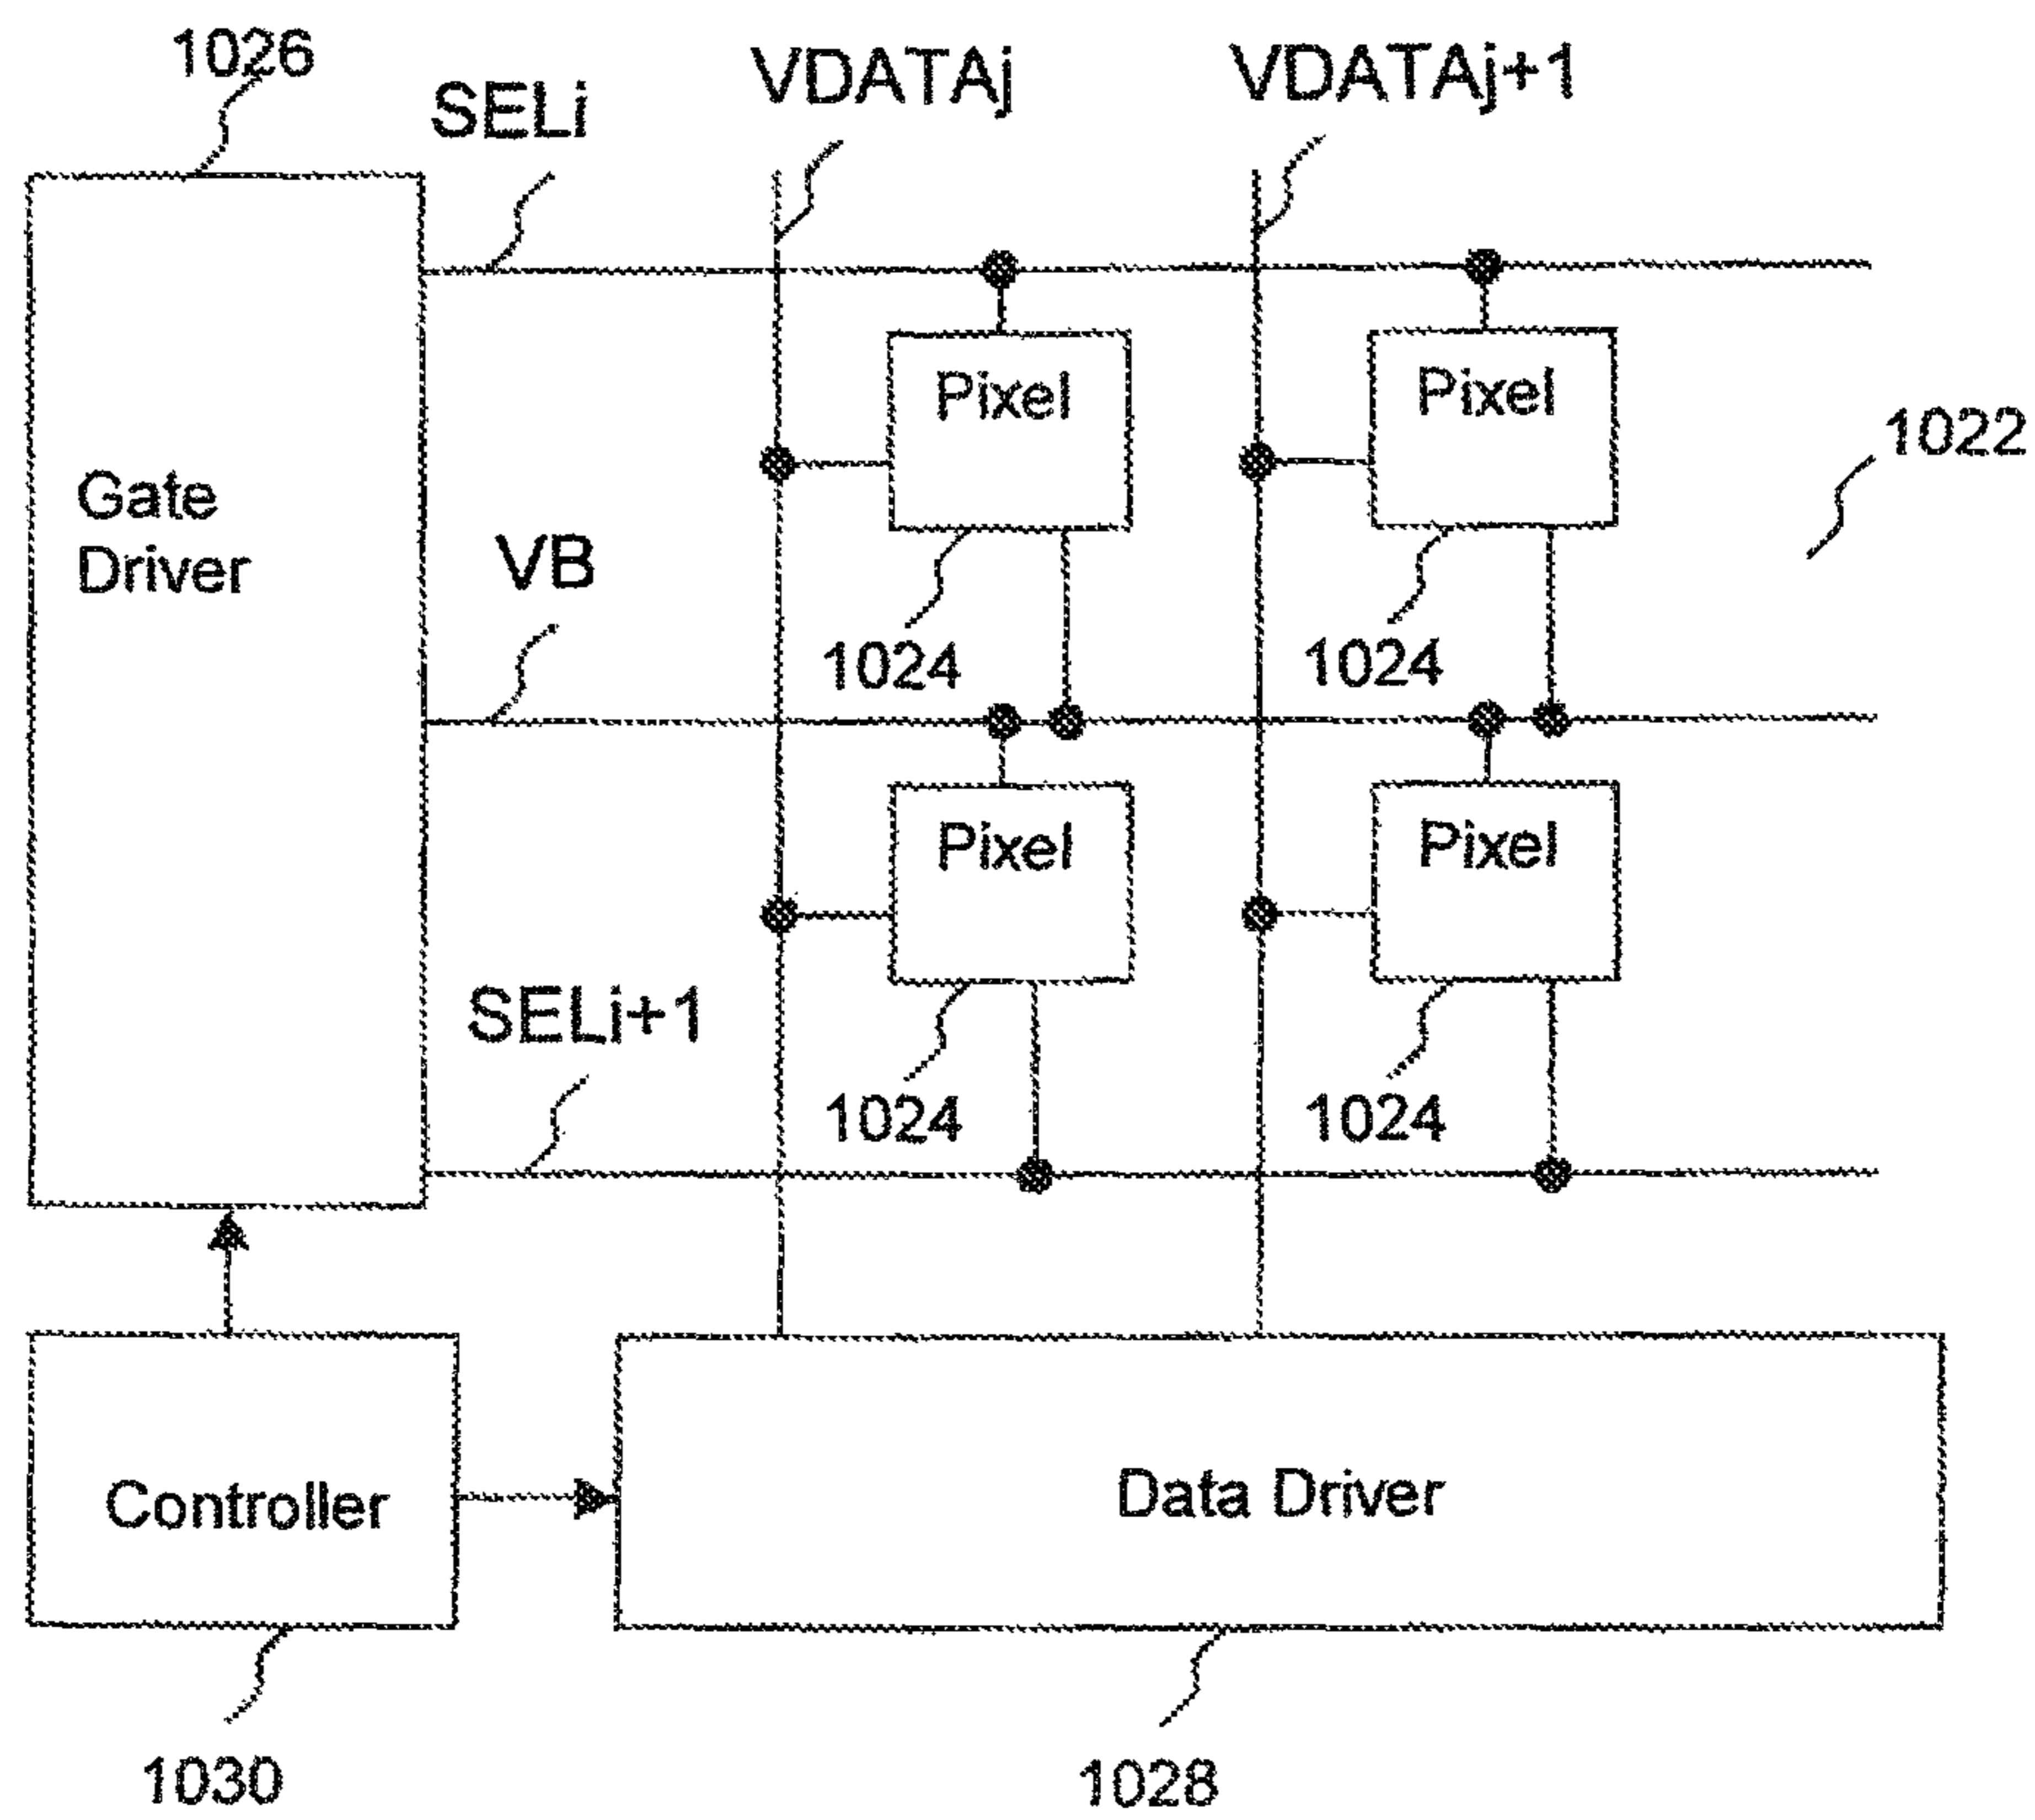 1026
SELi
VDATAj
VDATAj+1
Pixel
Pixel
1022
Gate
Driver
VB
1024
1024
Pixel
Pixel
SELi+1
1024
1024
Controller
Data Driver
1030
1028